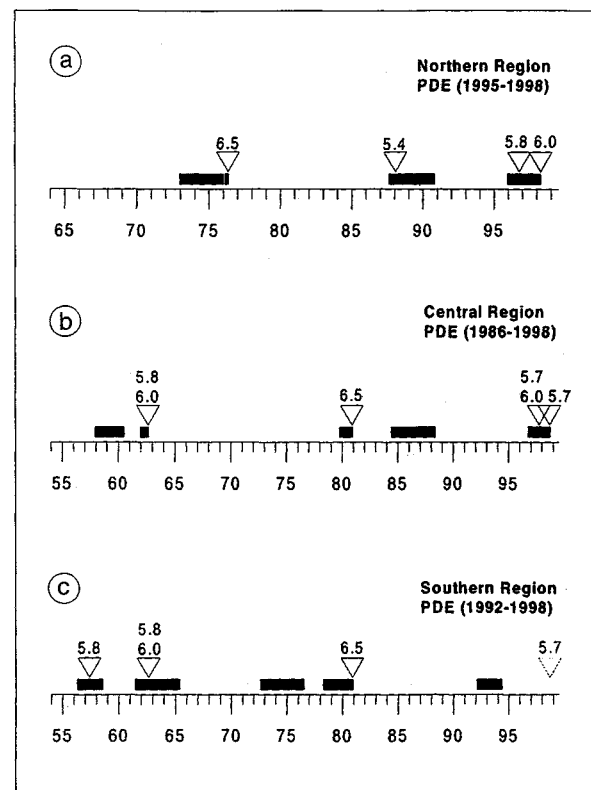 a
Northern Region
PDE (1995-1998)
6.5
5.4
5.8 6.0
65 70 75 80 85 90 95
b
Central Region
PDE (1986-1998)
5.8
6.0
6.5
5.7
6.0 5.7
55 60 65 70 75 80 85 90 95
c
Southern Region
PDE (1992-1998)
5.8
5.8
6.0
6.5
5.7
55 60 65 70 75 80 85 90 95